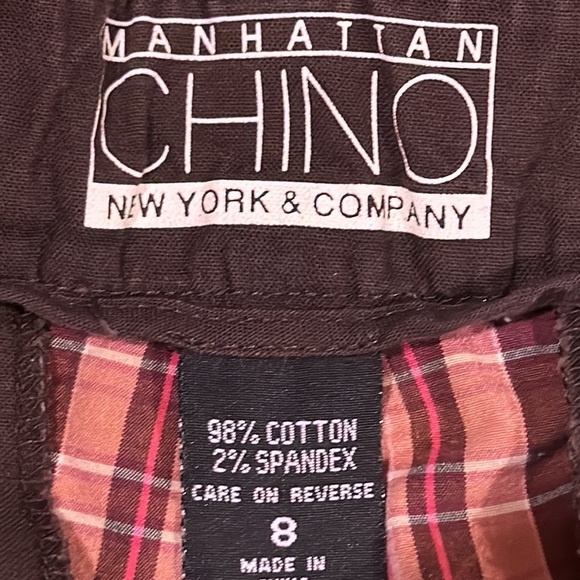 MANHATTAN
CHINO
NEW YORK & COMPANY
98% COTTON
2% SPANDEX
CARE ON REVERSE
8
MADE IN